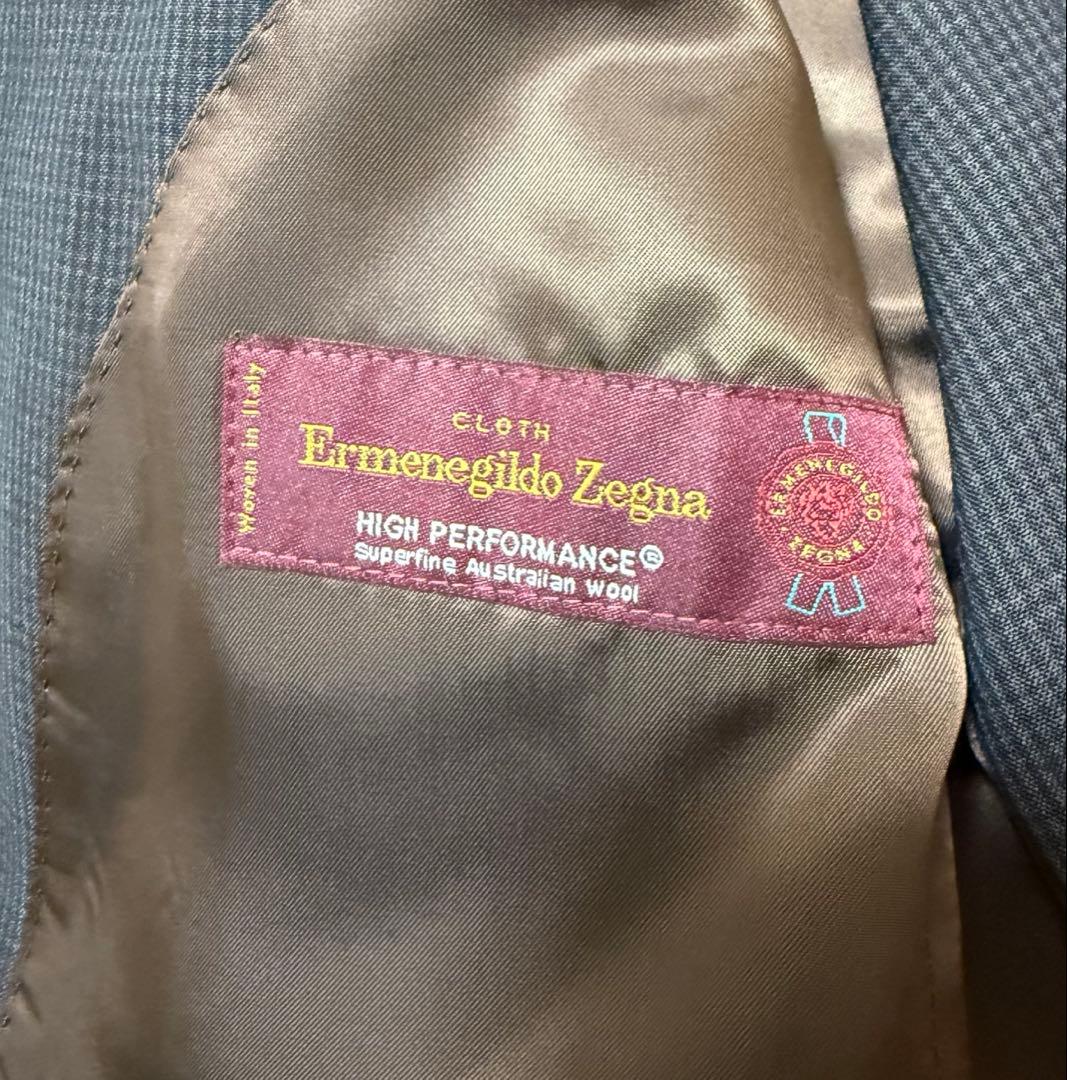 Woven in Italy
CLOTH
Ermenegildo Zegna
HIGH PERFORMANCE®
Superfine Australian Wool
ERMENEGILDO
ZEGNA